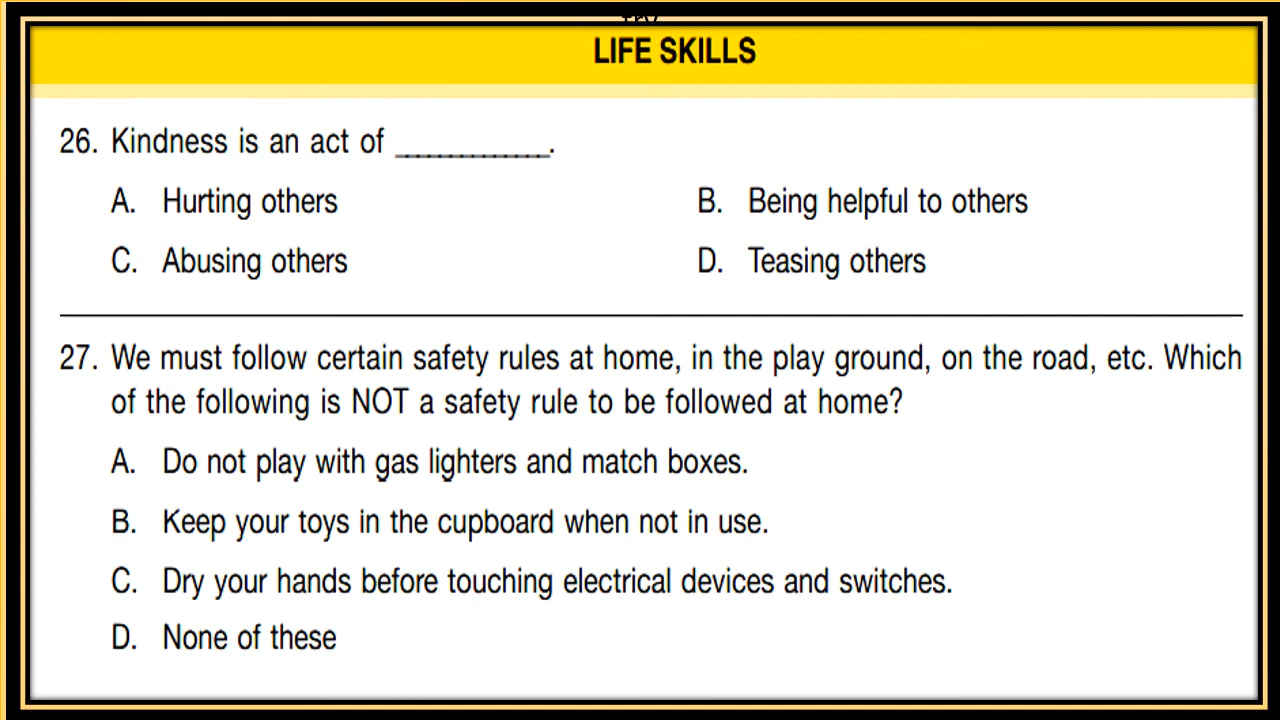 LIFE SKILLS
26. Kindness is an act of ____________.
A. Hurting others B. Being helpful to others
C. Abusing others D. Teasing others
27. We must follow certain safety rules at home, in the play ground, on the road, etc. Which
of the following is NOT a safety rule to be followed at home?
A. Do not play with gas lighters and match boxes.
B. Keep your toys in the cupboard when not in use.
C. Dry your hands before touching electrical devices and switches.
D. None of these